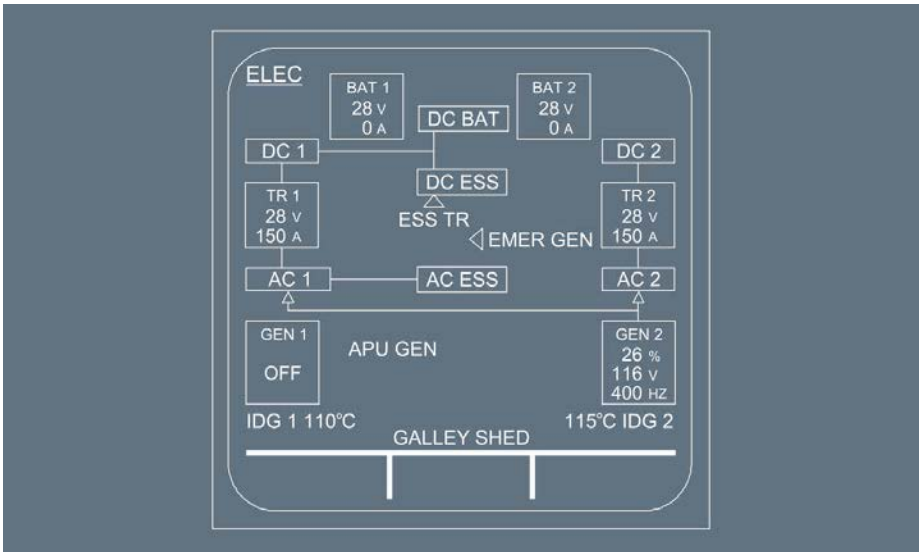 ELEC
BAT 1
28 V
0 A
BAT 2
28 V
0 A
DC BAT
DC 1
DC 2
DC ESS
TR 1
28 V
150 A
ESS TR
EMER GEN
TR 2
28 V
150 A
AC 1
AC ESS
AC 2
GEN 1
OFF
APU GEN
GEN 2
26 %
116 V
400 HZ
IDG 1 110°C
115°C IDG 2
GALLEY SHED